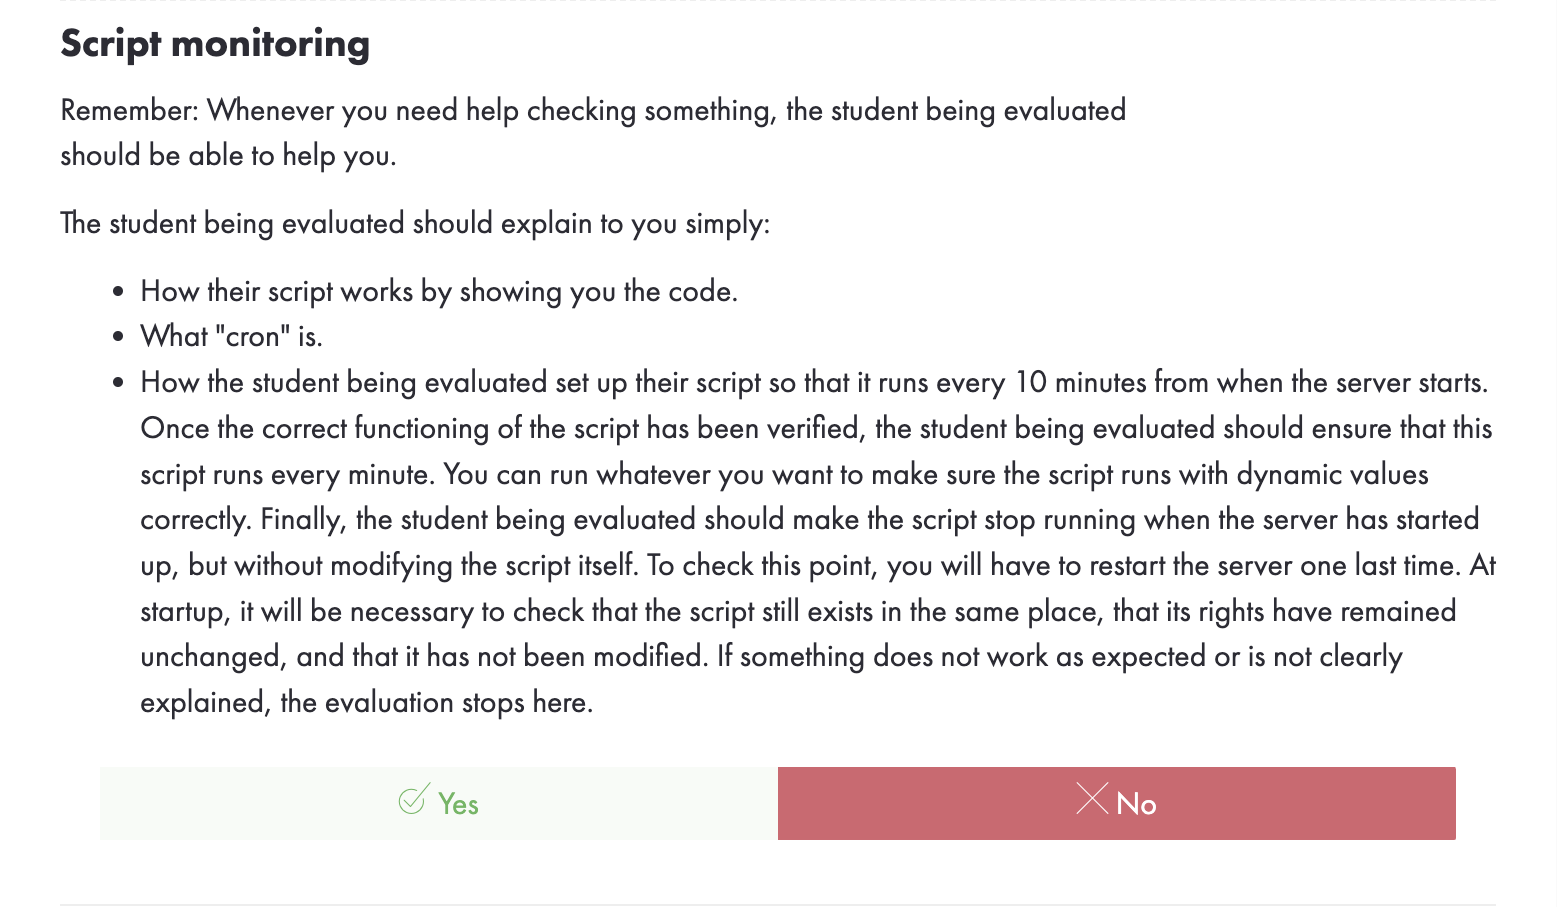 Script monitoring
Remember: Whenever you need help checking something, the student being evaluated
should be able to help you.
The student being evaluated should explain to you simply:
• How their script works by showing you the code.
• What "cron" is.
• How the student being evaluated set up their script so that it runs every 10 minutes from when the server starts.
Once the correct functioning of the script has been verified, the student being evaluated should ensure that this
script runs every minute. You can run whatever you want to make sure the script runs with dynamic values
correctly. Finally, the student being evaluated should make the script stop running when the server has started
up, but without modifying the script itself. To check this point, you will have to restart the server one last time. At
startup, it will be necessary to check that the script still exists in the same place, that its rights have remained
unchanged, and that it has not been modified. If something does not work as expected or is not clearly
explained, the evaluation stops here.
Yes
No